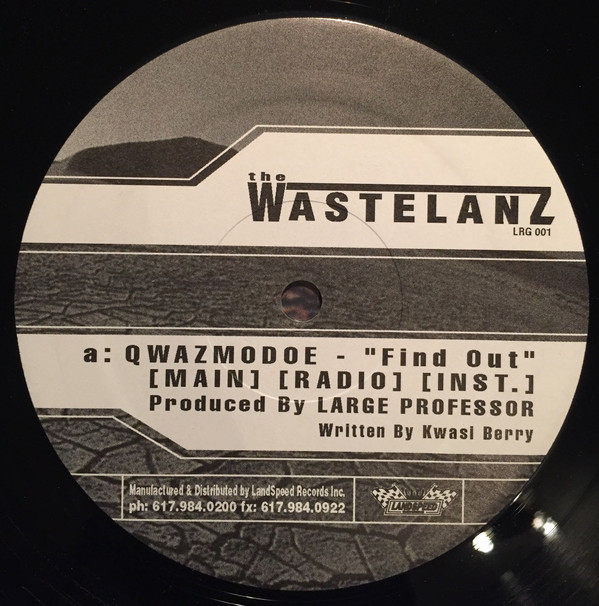 the
WASTELANZ
LRG 001
a: QWAZMODOE - "Find Out"
[MAIN] [RADIO] [INST.]
Produced By LARGE PROFESSOR
Written By Kwasi Berry
Manufactured & Distributed by LandSpeed Records Inc.
ph: 617.984.0200 fx: 617.984.0922
LANDSPEED